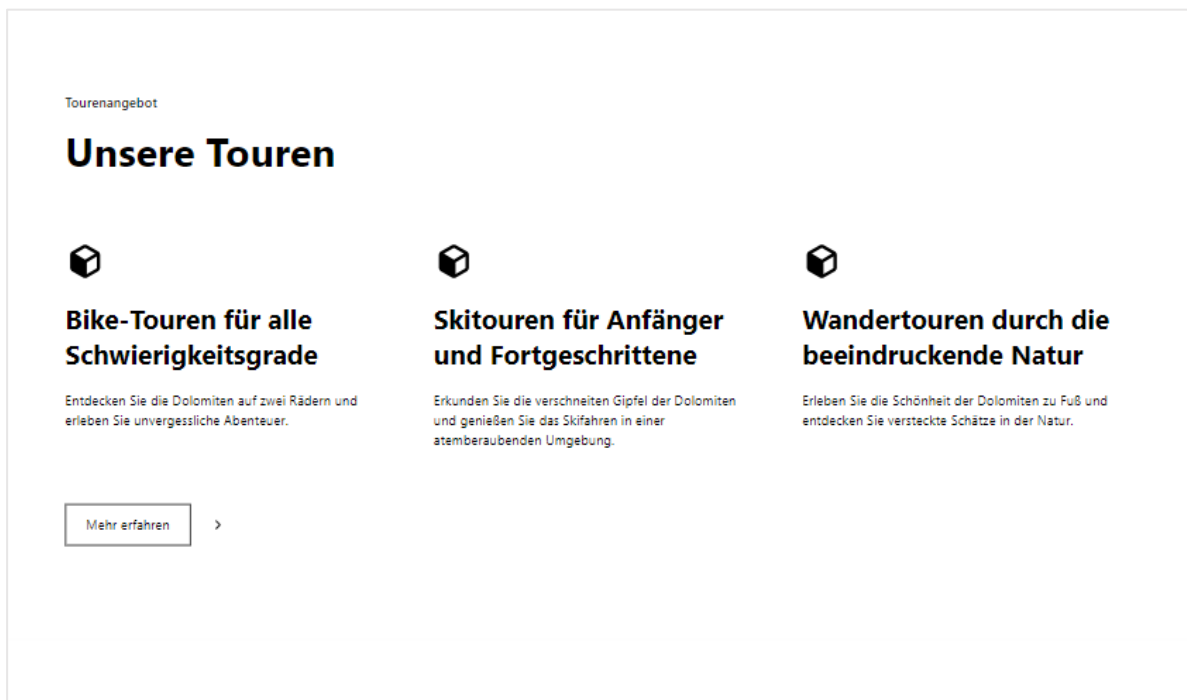 Tourenangebot
Unsere Touren
Bike-Touren für alle
Schwierigkeitsgrade
Entdecken Sie die Dolomiten auf zwei Rädern und
erleben Sie unvergessliche Abenteuer.
Skitouren für Anfänger
und Fortgeschrittene
Erkunden Sie die verschneiten Gipfel der Dolomiten
und genießen Sie das Skifahren in einer
atemberaubenden Umgebung.
Wandertouren durch die
beeindruckende Natur
Erleben Sie die Schönheit der Dolomiten zu Fuß und
entdecken Sie versteckte Schätze in der Natur.
Mehr erfahren